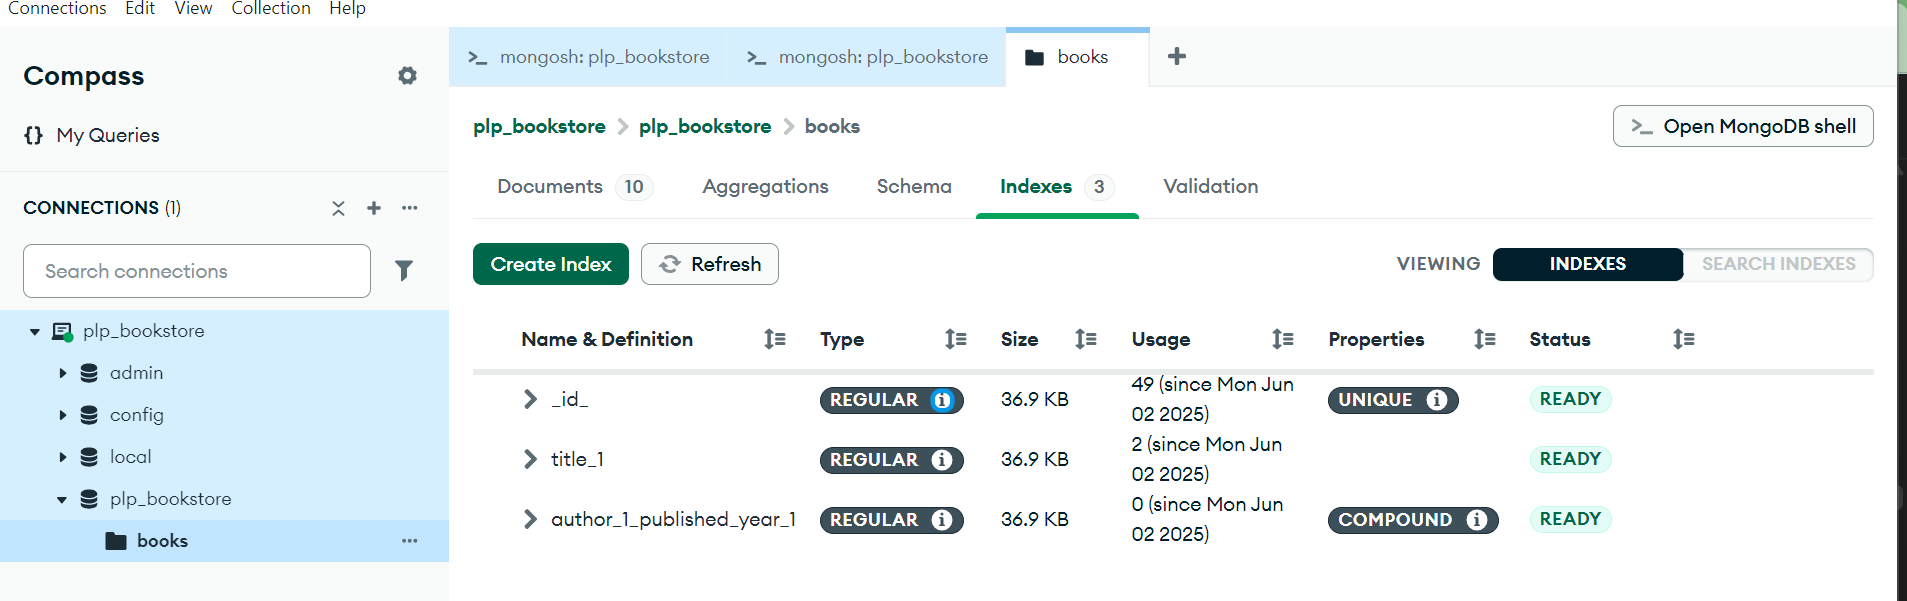 Connections Edit View Collection Help
Compass
{} My Queries
CONNECTIONS (1)
Search connections
plp_bookstore
admin
config
local
plp_bookstore
books
mongosh: plp_bookstore
mongosh: plp_bookstore
books
plp_bookstore > plp_bookstore > books
>_ Open MongoDB shell
Documents 10 Aggregations Schema Indexes 3 Validation
Create Index Refresh
VIEWING INDEXES SEARCH INDEXES
Name & Definition Type Size Usage Properties Status
_id_ REGULAR 36.9 KB 49 (since Mon Jun 02 2025) UNIQUE READY
title_1 REGULAR 36.9 KB 2 (since Mon Jun 02 2025) READY
author_1_published_year_1 REGULAR 36.9 KB 0 (since Mon Jun 02 2025) COMPOUND READY